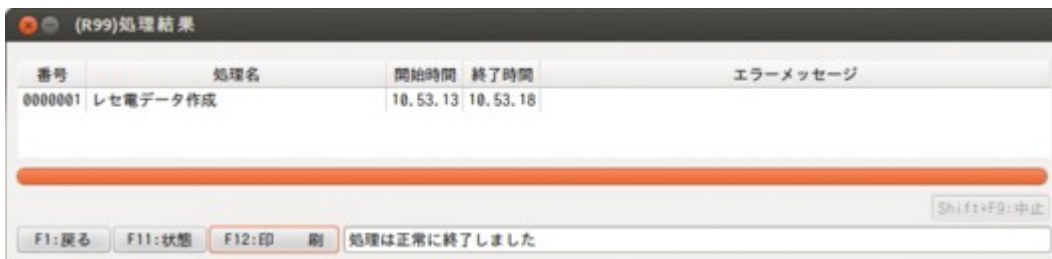 (R99)処理結果
番号 処理名 開始時間 終了時間 エラーメッセージ
0000001 レセ電データ作成 10.53.13 10.53.18
Shift+F9:中止
F1:戻る F11:状態 F12:印 刷 処理は正常に終了しました